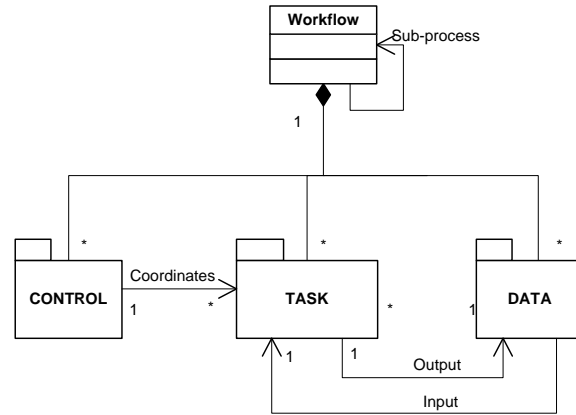 Workflow
Sub-process
1
* * *
Coordinates
CONTROL TASK DATA
1 * * 1
1 1
Output
Input